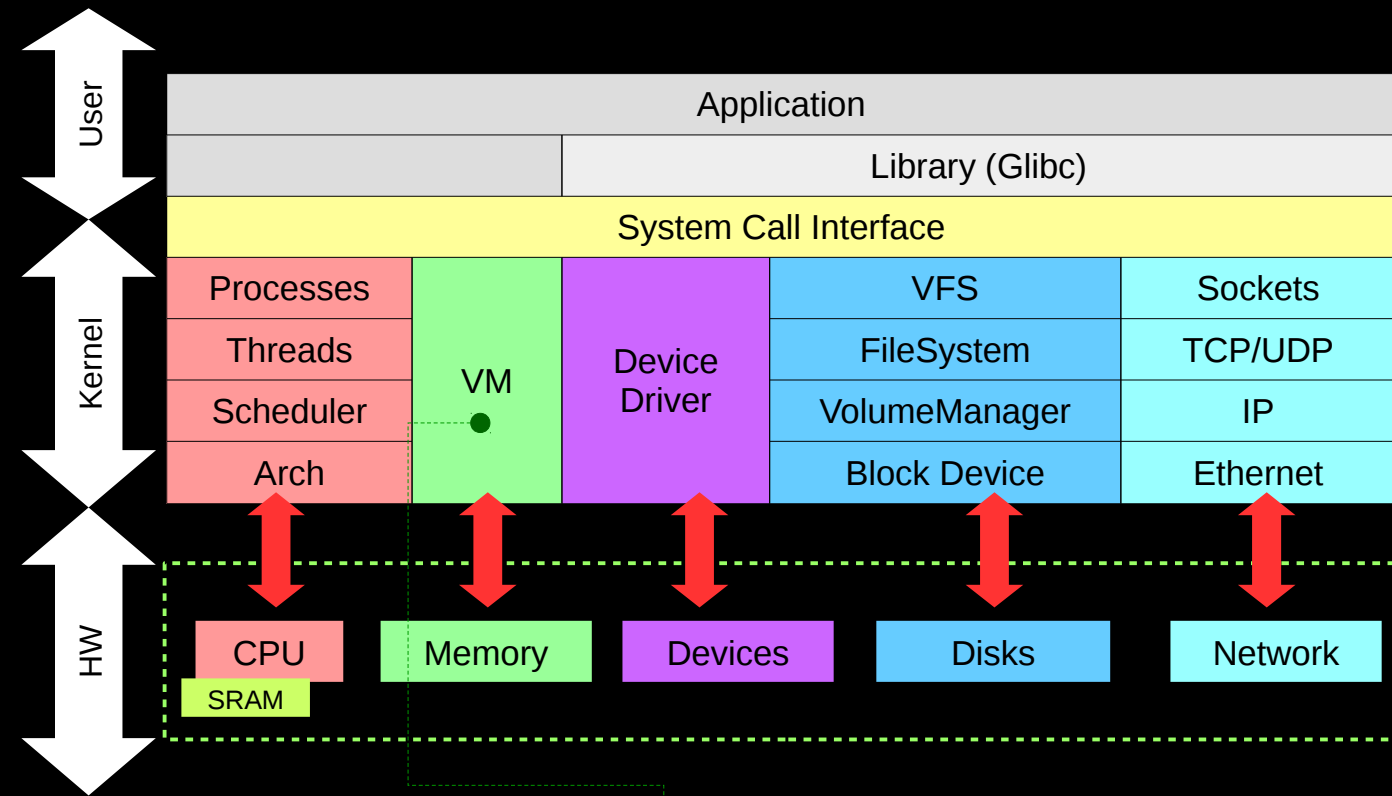 User
Application
Library (Glibc)
System Call Interface
Kernel
Processes
Threads
Scheduler
Arch
VM
Device
Driver
VFS
FileSystem
VolumeManager
Block Device
Sockets
TCP/UDP
IP
Ethernet
HW
CPU
SRAM
Memory
Devices
Disks
Network